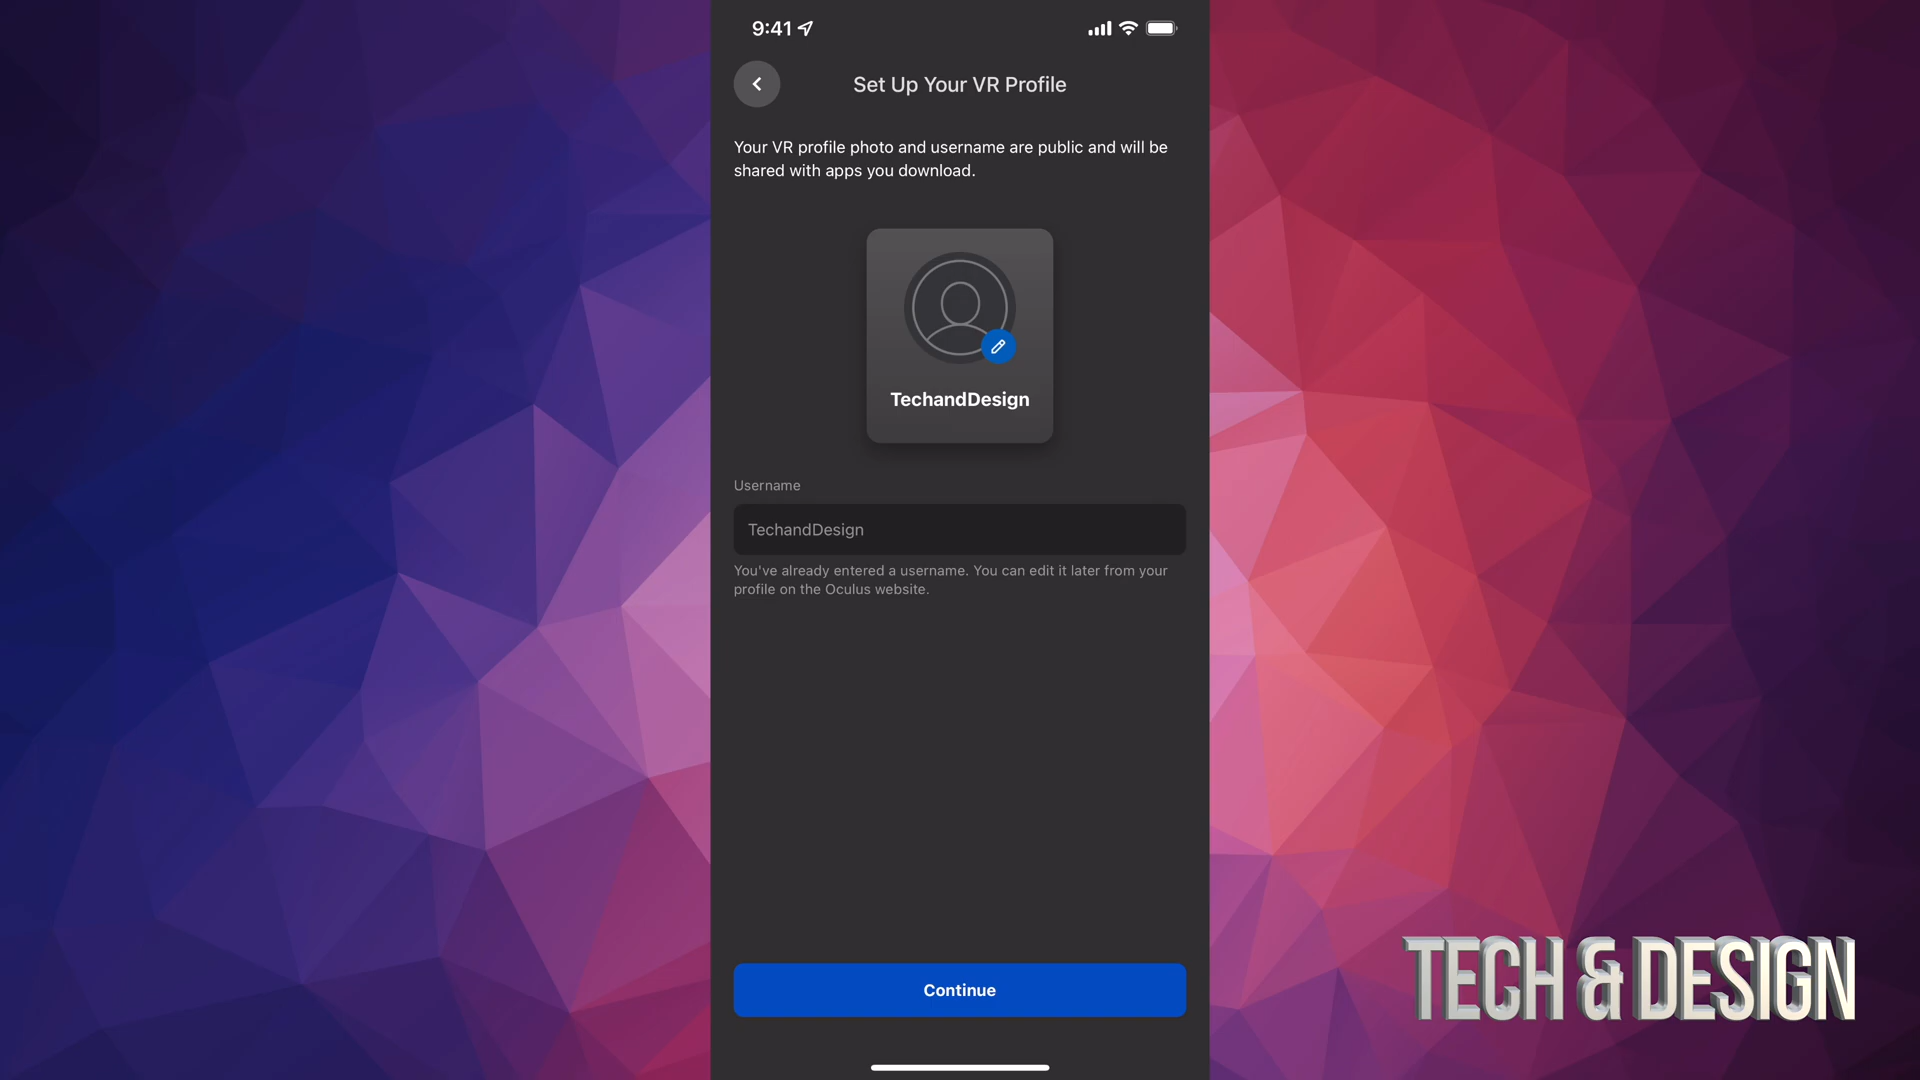 9:41
Set Up Your VR Profile
Your VR profile photo and username are public and will be
shared with apps you download.
TechandDesign
Username
TechandDesign
You've already entered a username. You can edit it later from your
profile on the Oculus website.
Continue
TECH & DESIGN